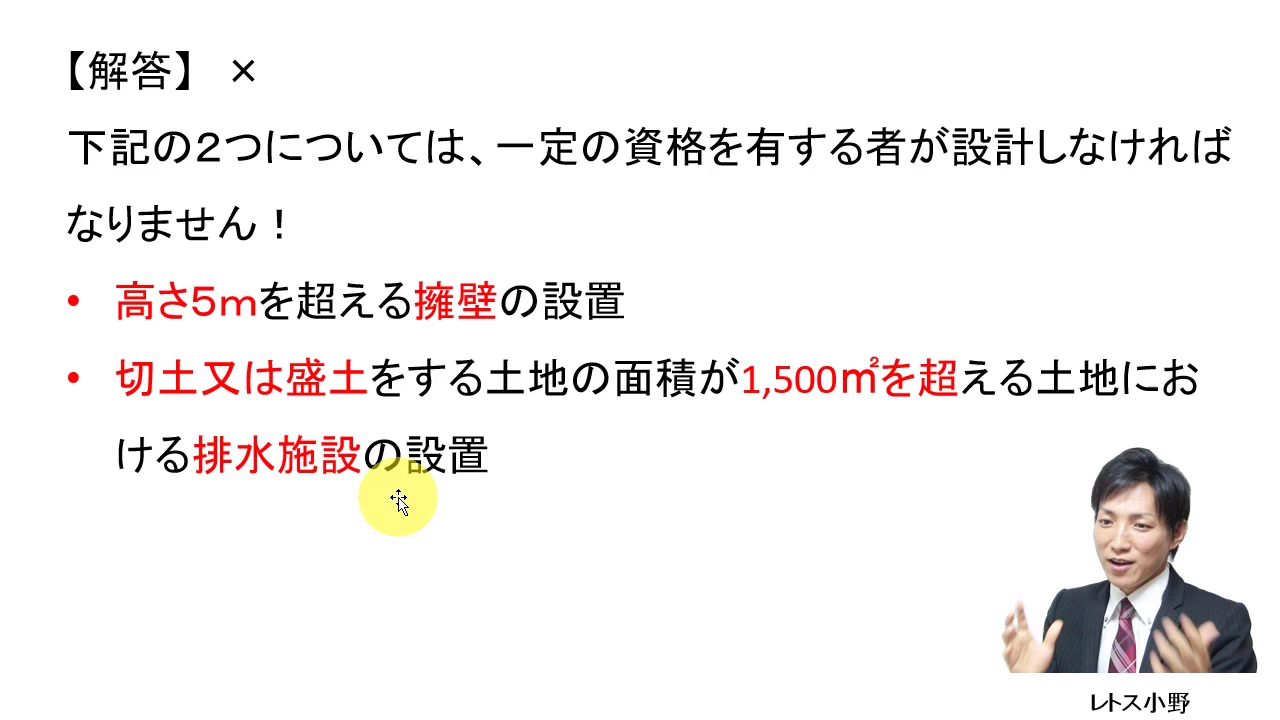 【解答】 ×
下記の２つについては、一定の資格を有する者が設計しなければ
なりません！
• 高さ５ｍを超える擁壁の設置
• 切土又は盛土をする土地の面積が1,500㎡を超える土地にお
ける排水施設の設置
レトス小野